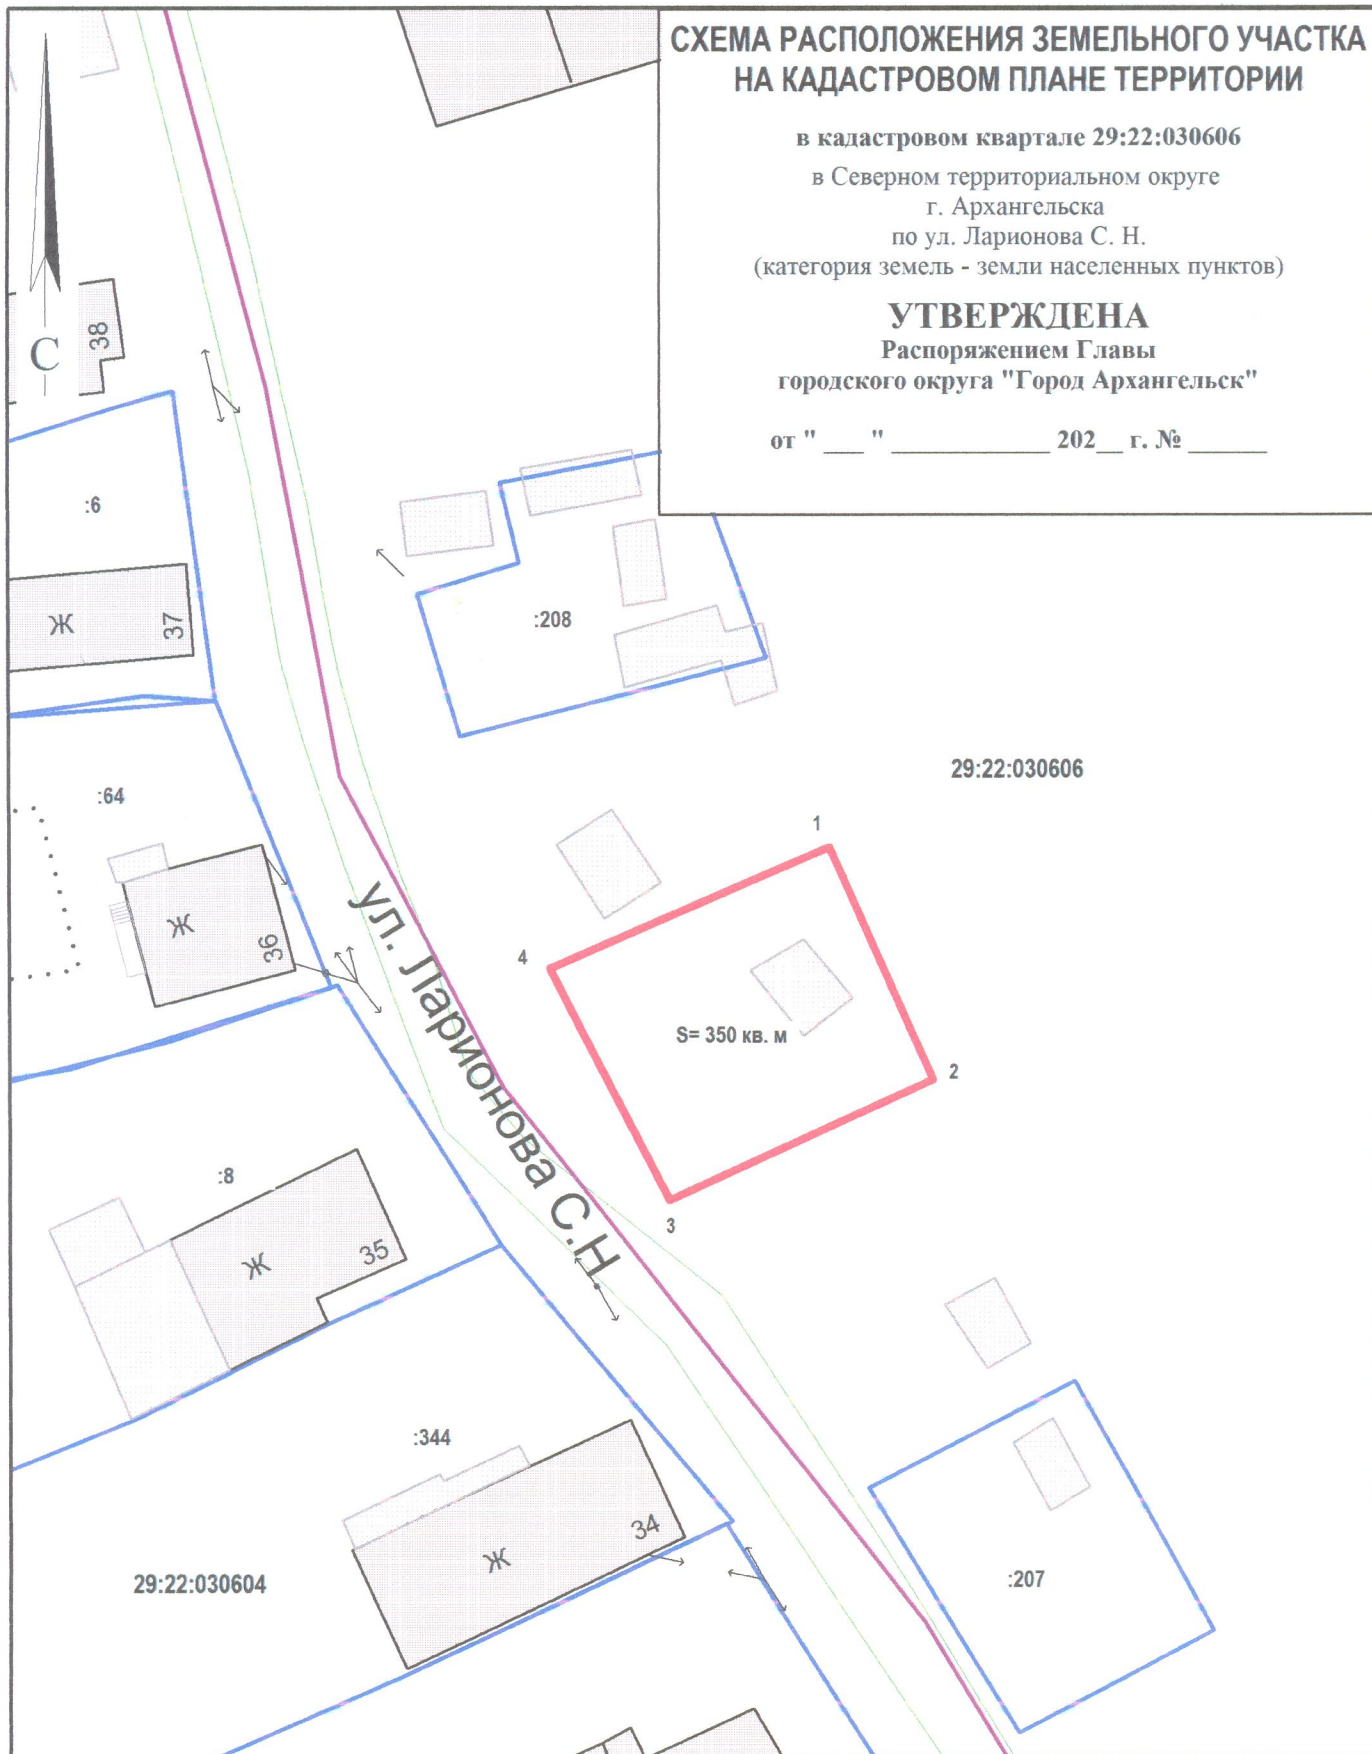 СХЕМА РАСПОЛОЖЕНИЯ ЗЕМЕЛЬНОГО УЧАСТКА
НА КАДАСТРОВОМ ПЛАНЕ ТЕРРИТОРИИ
в кадастровом квартале 29:22:030606
в Северном территориальном округе
г. Архангельска
по ул. Ларионова С. Н.
(категория земель - земли населенных пунктов)
УТВЕРЖДЕНА
Распоряжением Главы
городского округа "Город Архангельск"
от "___" ____________ 202__ г. № ______
С
38
:6
Ж
37
:208
29:22:030606
:64
1
Ж
36
4
ул. Ларионова С.Н
S= 350 кв. м
2
:8
3
Ж
35
:344
34
Ж
29:22:030604
:207